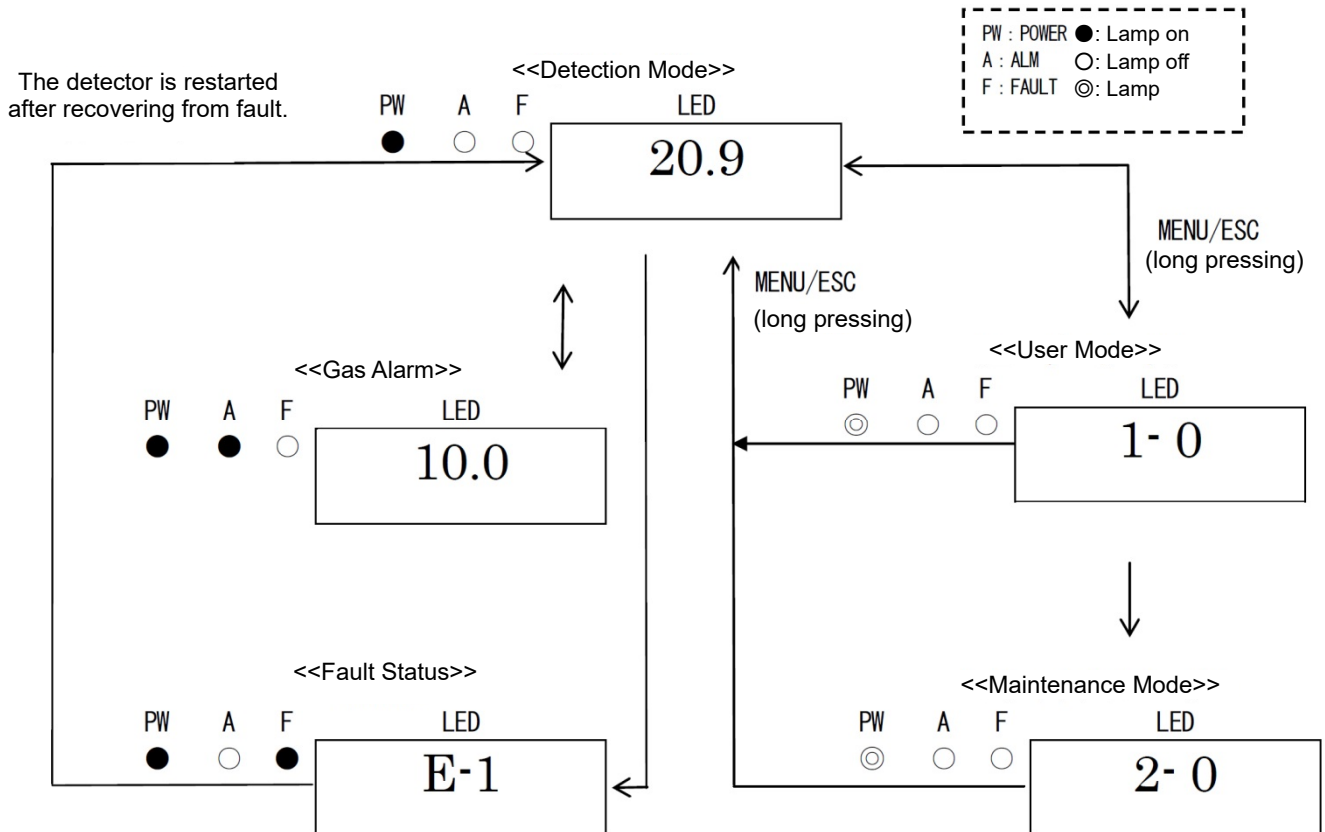 PW : POWER ●: Lamp on
A : ALM ○: Lamp off
F : FAULT ◎: Lamp
The detector is restarted
after recovering from fault.
<<Detection Mode>>
PW A F LED
20.9
MENU/ESC
(long pressing)
MENU/ESC
(long pressing)
<<Gas Alarm>>
PW A F LED
10.0
<<User Mode>>
PW A F LED
1- 0
<<Fault Status>>
PW A F LED
E-1
<<Maintenance Mode>>
PW A F LED
2- 0